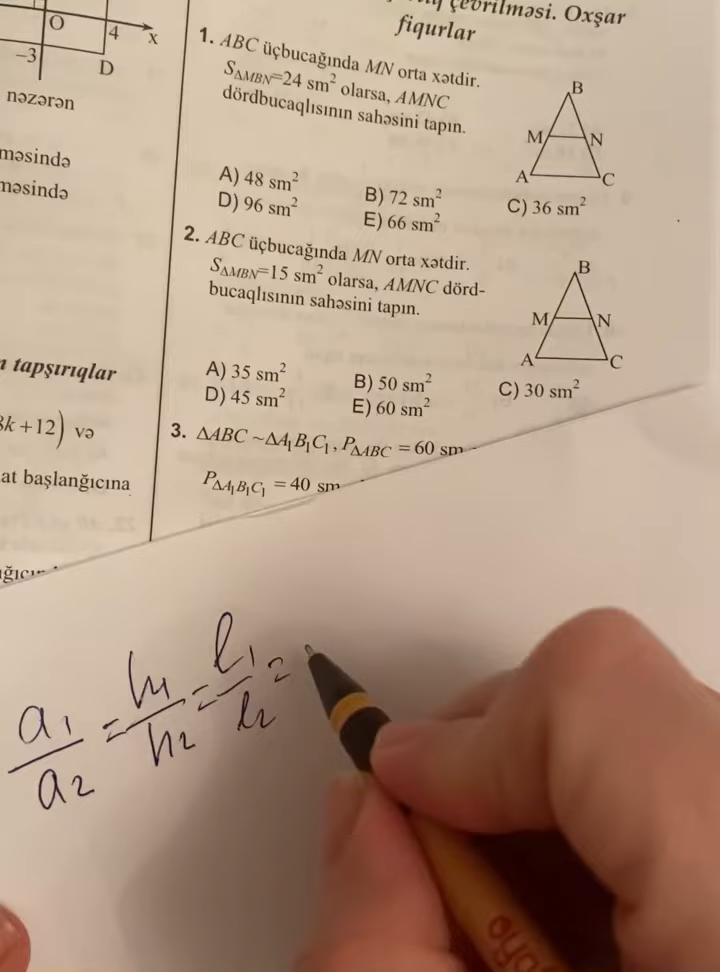 çevrilməsi. Oxşar
fiqurlar
O
4
x
–3
D
nəzərən
məsində
məsində
tapşırıqlar
k+12) və
at başlanğıcına
1. ABC üçbucağında MN orta xətdir.
S△MBN=24 sm² olarsa, AMNC
dördbucaqlısının sahəsini tapın.
B
M
N
A
C
A) 48 sm²
B) 72 sm²
C) 36 sm²
D) 96 sm²
E) 66 sm²
2. ABC üçbucağında MN orta xətdir.
S△MBN=15 sm² olarsa, AMNC dörd-
bucaqlısının sahəsini tapın.
B
M
N
A
C
A) 35 sm²
B) 50 sm²
C) 30 sm²
D) 45 sm²
E) 60 sm²
3. ΔABC ~ ΔA₁B₁C₁, P△ABC = 60 sm
P△A₁B₁C₁ = 40 sm
a₁/a₂ = h₁/h₂ = l₁/l₂ =